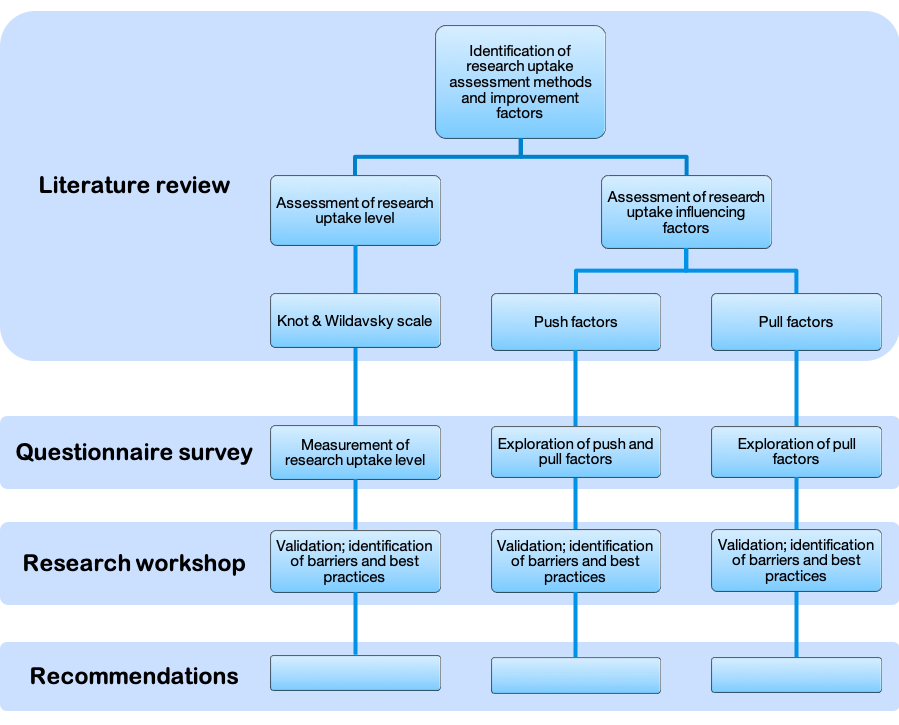 Identification of
research uptake
assessment methods
and improvement
factors
Literature review
Assessment of research
uptake level
Assessment of research
uptake influencing
factors
Knot & Wildavsky scale
Push factors
Pull factors
Questionnaire survey
Measurement of
research uptake level
Exploration of push and
pull factors
Exploration of pull
factors
Research workshop
Validation; identification
of barriers and best
practices
Validation; identification
of barriers and best
practices
Validation; identification
of barriers and best
practices
Recommendations